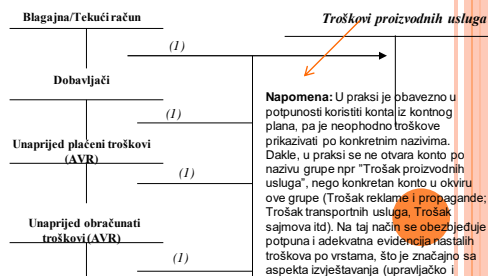 Blagajna/Tekući račun
Troškovi proizvodnih usluga
(1)
Dobavljači
(1)
Unaprijed plaćeni troškovi
(AVR)
(1)
Unaprijed obračunati
troškovi (AVR)
(1)
Napomena: U praksi je obavezno u
potpunosti koristiti konta iz kontnog
plana, pa je neophodno troškove
prikazivati po konkretnim nazivima.
Dakle, u praksi se ne otvara konto po
nazivu grupe npr "Trošak proizvodnih
usluga", nego konkretan konto u okviru
ove grupe (Trošak reklame i propagande;
Trošak transportnih usluga, Trošak
sajmova itd). Na taj način se obezbjeđuje
potpuna i adekvatna evidencija nastalih
troškova po vrstama, što je značajno sa
aspekta izvještavanja (upravljačko i